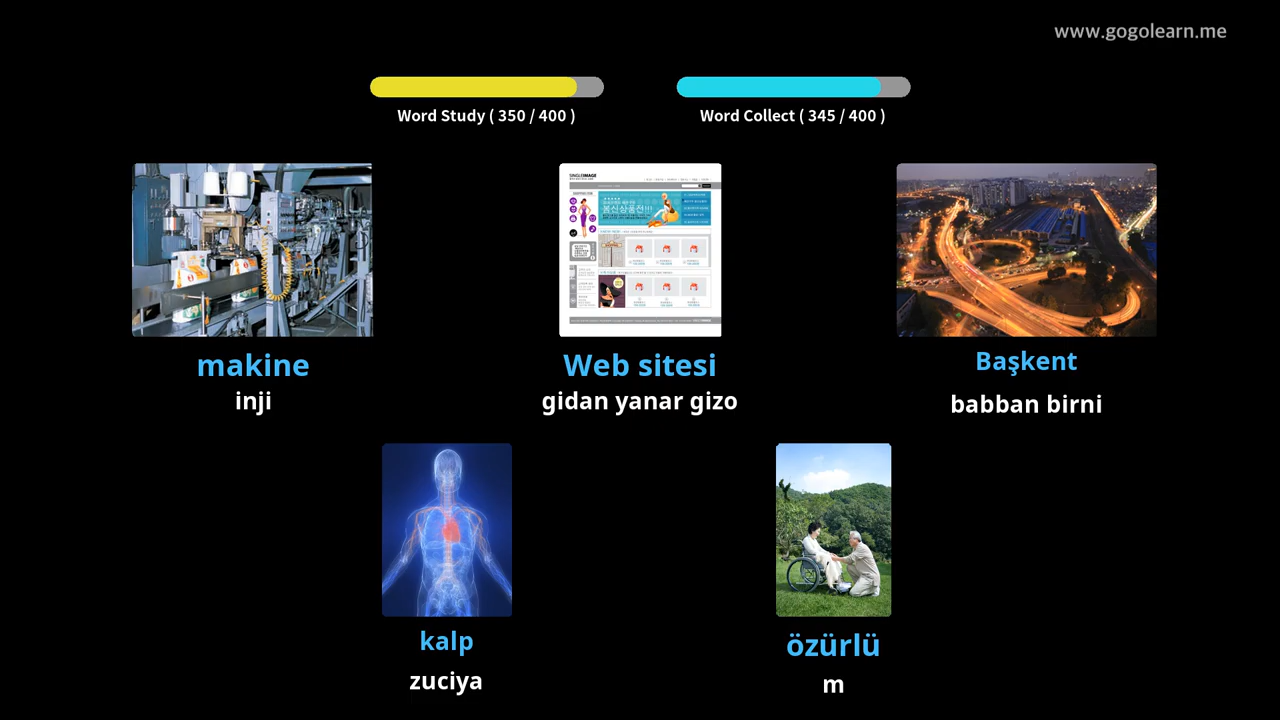 www.gogolearn.me
Word Study ( 350 / 400 )
Word Collect ( 345 / 400 )
makine
inji
Web sitesi
gidan yanar gizo
Başkent
babban birni
kalp
zuciya
özürlü
m